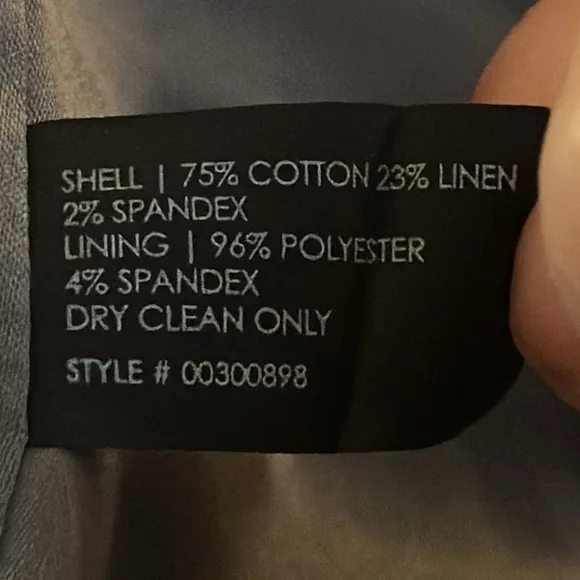 SHELL | 75% COTTON 23% LINEN
2% SPANDEX
LINING | 96% POLYESTER
4% SPANDEX
DRY CLEAN ONLY
STYLE # 00300898